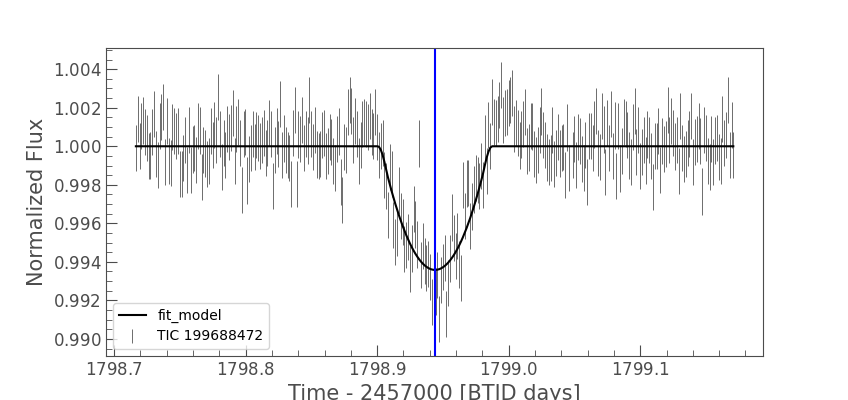 1.004
1.002
1.000
0.998
0.996
0.994
0.992
0.990
Normalized Flux
fit_model
TIC 199688472
1798.7 1798.8 1798.9 1799.0 1799.1
Time - 2457000 [BTJD days]